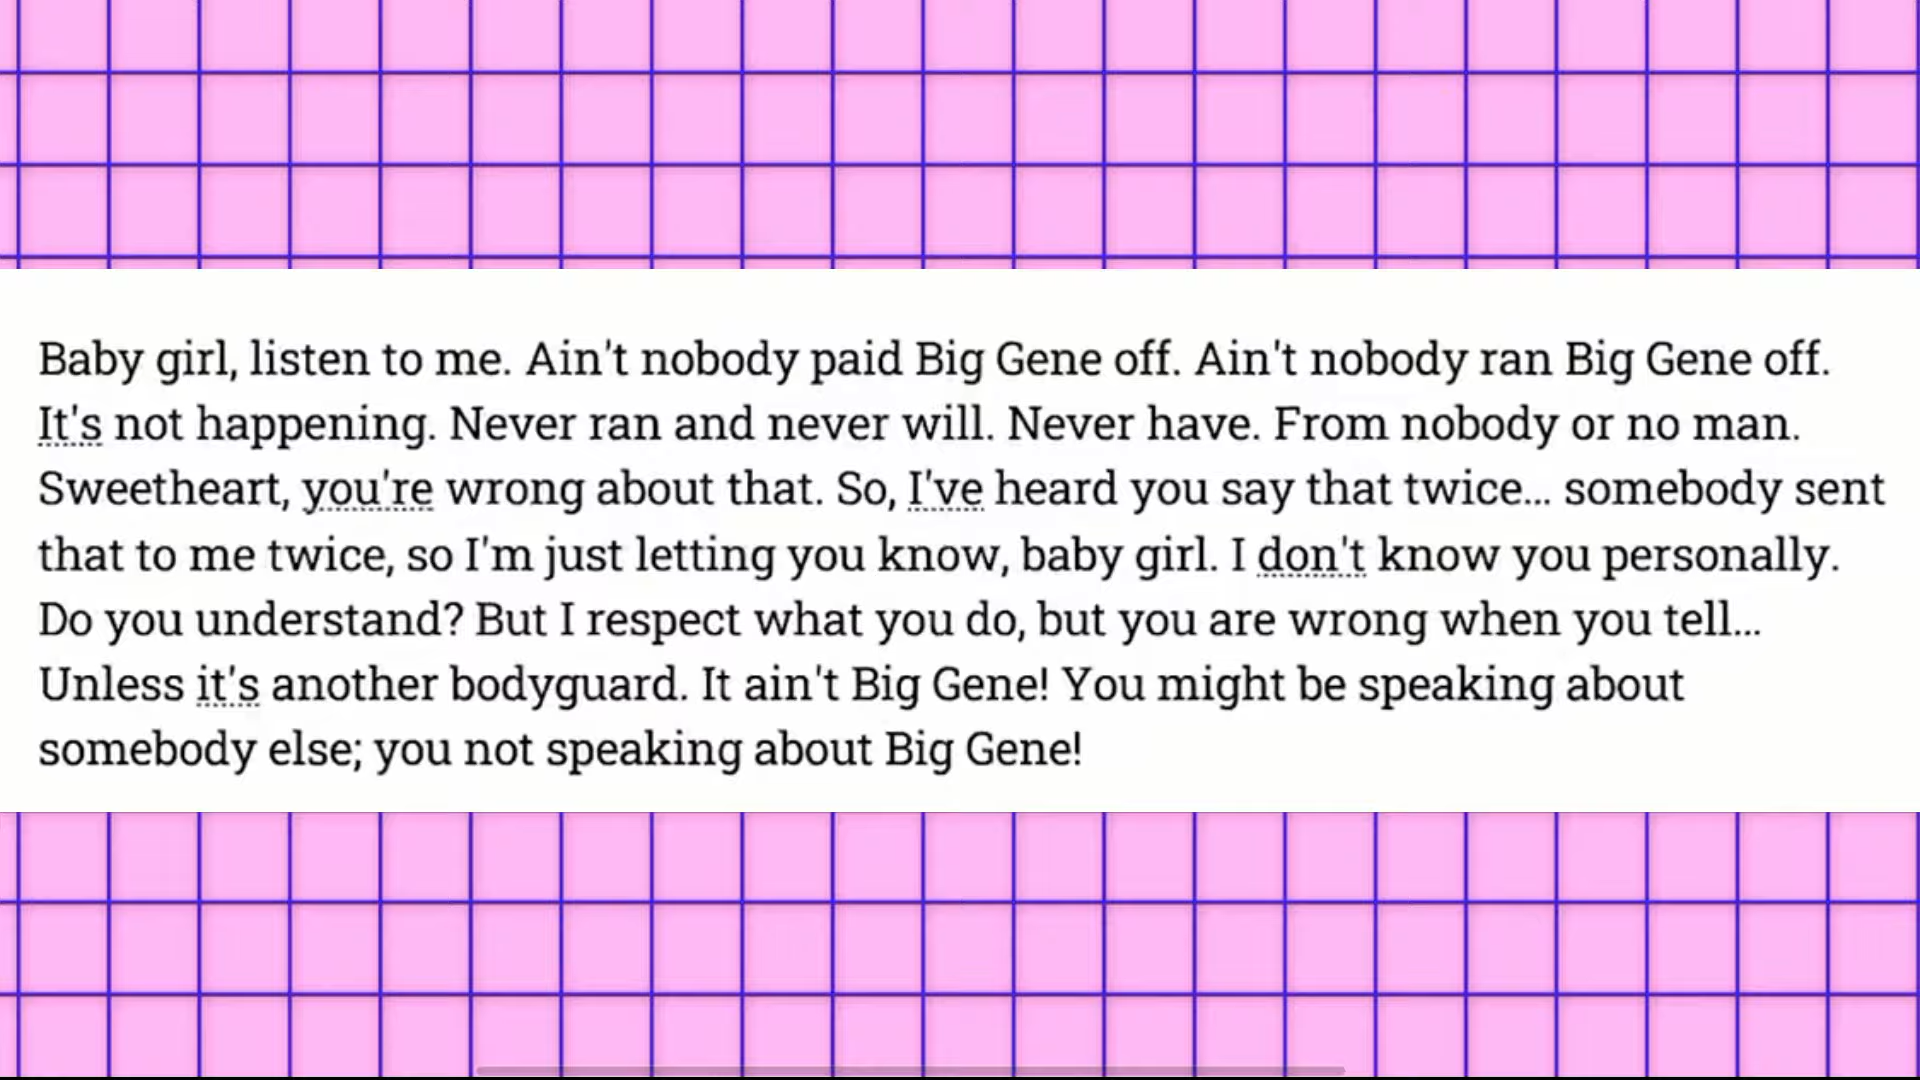 Baby girl, listen to me. Ain't nobody paid Big Gene off. Ain't nobody ran Big Gene off.
It's not happening. Never ran and never will. Never have. From nobody or no man.
Sweetheart, you're wrong about that. So, I've heard you say that twice... somebody sent
that to me twice, so I'm just letting you know, baby girl. I don't know you personally.
Do you understand? But I respect what you do, but you are wrong when you tell...
Unless it's another bodyguard. It ain't Big Gene! You might be speaking about
somebody else; you not speaking about Big Gene!